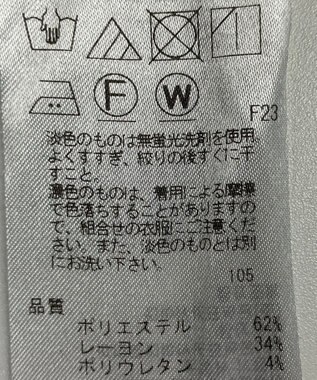 F W
F23
淡色のものは無蛍光洗剤を使用、
よくすすぎ、絞りの後すぐに干
すこと。
濃色のものは、着用による摩擦
で色落ちすることがありますの
で、組合せの衣服にご注意くだ
さい。また、淡色のものとは別
にお洗い下さい。
105
品質
ポリエステル 62%
レーヨン 34%
ポリウレタン 4%